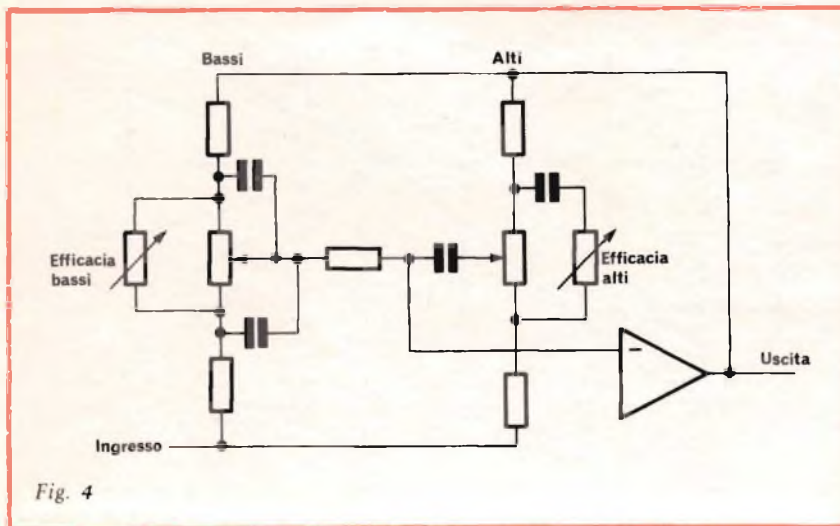 Bassi
Alti
Efficacia
bassi
Efficacia
alti
−
Uscita
Ingresso
Fig. 4